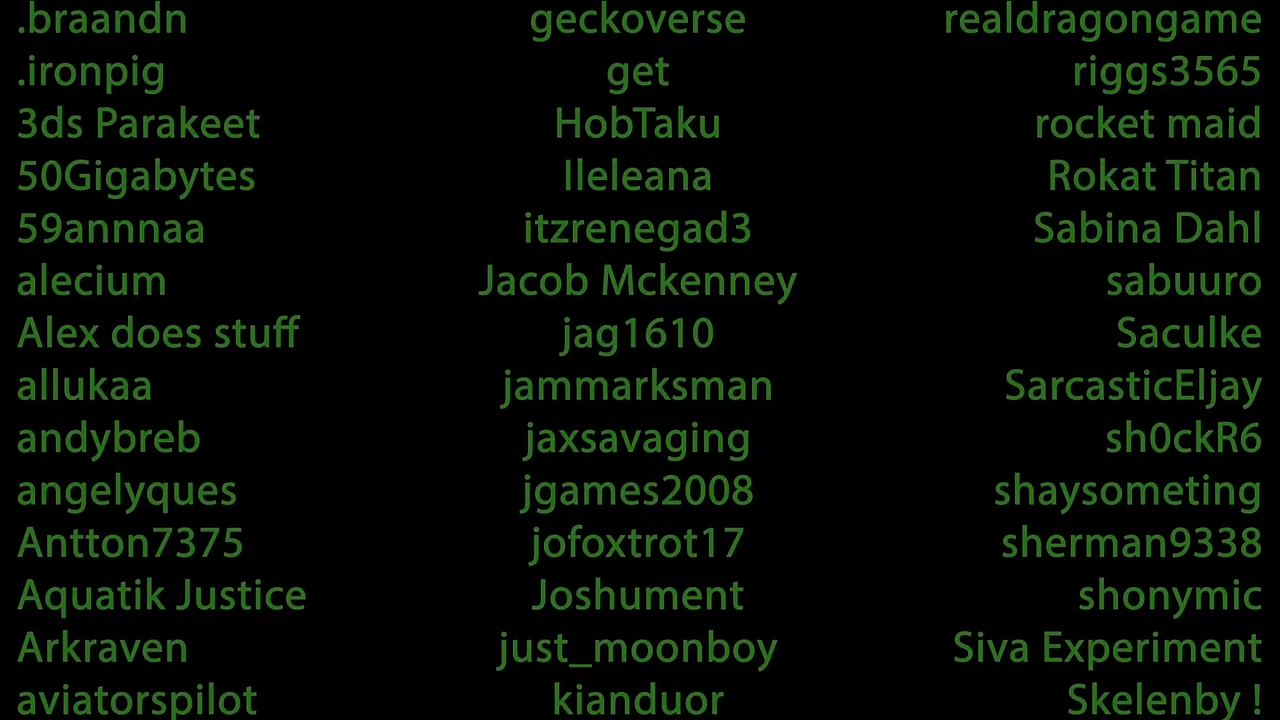 .braandn geckoverse realdragongame
.ironpig get riggs3565
3ds Parakeet HobTaku rocket maid
50Gigabytes Ileleana Rokat Titan
59annnaa itzrenegad3 Sabina Dahl
alecium Jacob Mckenney sabuuro
Alex does stuff jag1610 Saculke
allukaa jammarksman SarcasticEljay
andybreb jaxsavaging sh0ckR6
angelyques jgames2008 shaysometing
Antton7375 jofoxtrot17 sherman9338
Aquatik Justice Joshument shonymic
Arkraven just_moonboy Siva Experiment
aviatorspilot kianduor Skelenby !